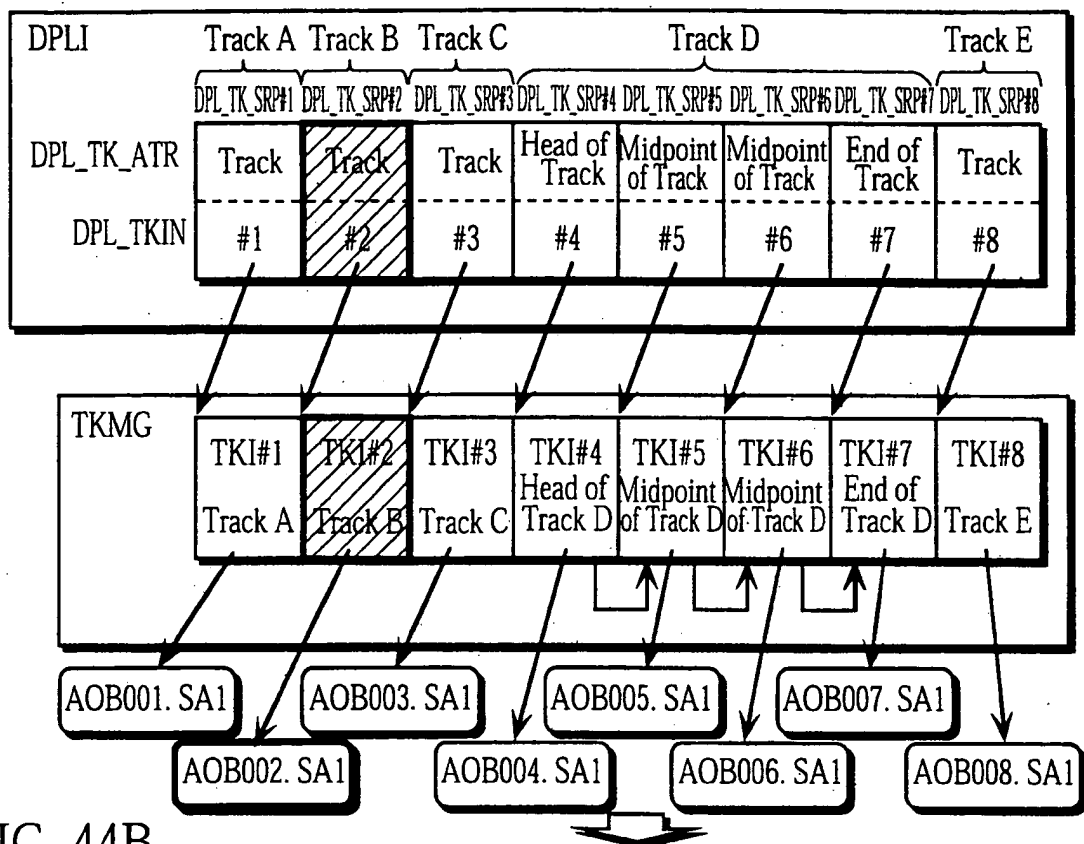 DPLI Track A Track B Track C Track D Track E
DPL_TK_SRP#1 DPL_TK_SRP#2 DPL_TK_SRP#3 DPL_TK_SRP#4 DPL_TK_SRP#5 DPL_TK_SRP#6 DPL_TK_SRP#7 DPL_TK_SRP#8
DPL_TK_ATR Track Track Track Head of Track Midpoint of Track Midpoint of Track End of Track Track
DPL_TKIN #1 #2 #3 #4 #5 #6 #7 #8
TKMG
TKI#1 TKI#2 TKI#3 TKI#4 TKI#5 TKI#6 TKI#7 TKI#8
Track A Track B Track C Head of Track D Midpoint of Track D Midpoint of Track D End of Track D Track E
AOB001. SA1 AOB003. SA1 AOB005. SA1 AOB007. SA1
AOB002. SA1 AOB004. SA1 AOB006. SA1 AOB008. SA1
44B